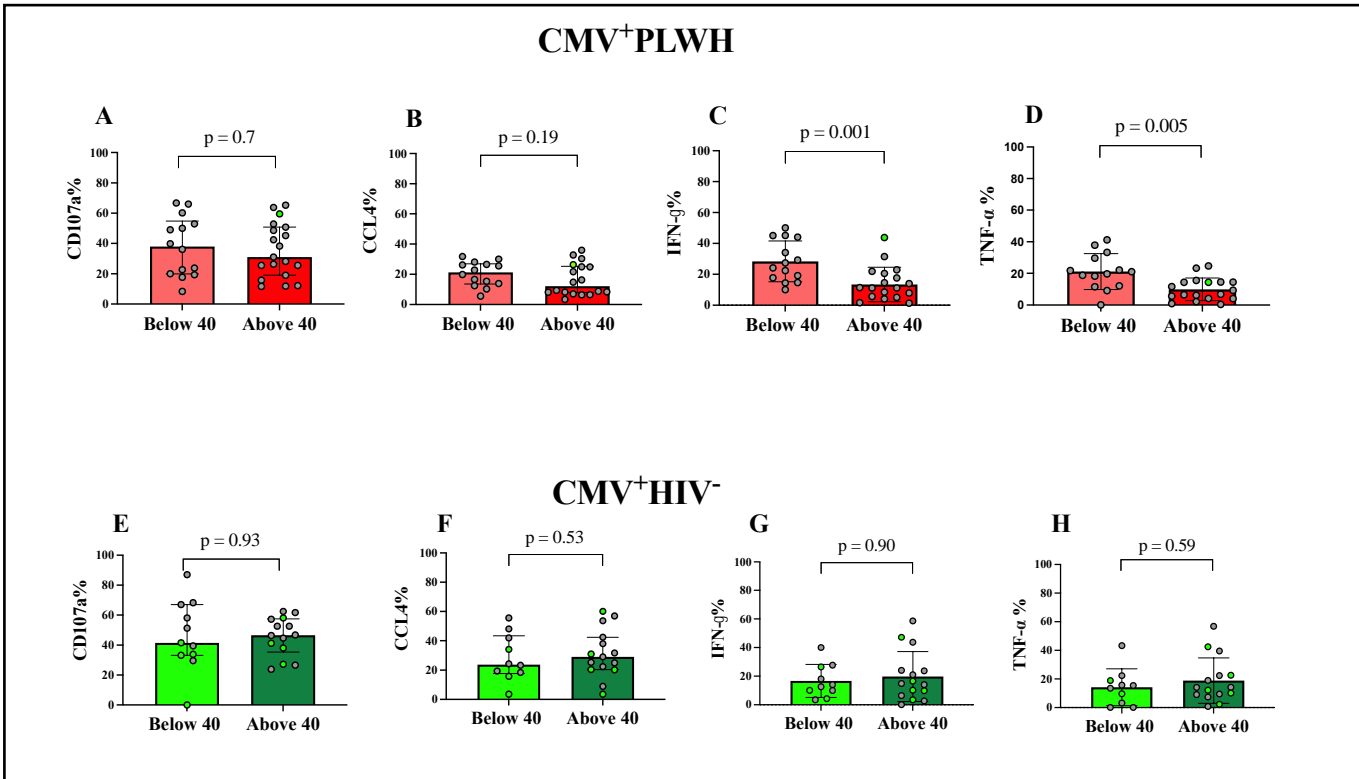 CMV⁺PLWH
A
p = 0.7
CD107a%
100
80
60
40
20
0
Below 40 Above 40
B
p = 0.19
CCL4%
100
80
60
40
20
0
Below 40 Above 40
C
p = 0.001
IFN-g%
100
80
60
40
20
0
Below 40 Above 40
D
p = 0.005
TNF-α %
100
80
60
40
20
0
Below 40 Above 40
CMV⁺HIV⁻
E
p = 0.93
CD107a%
100
80
60
40
20
0
Below 40 Above 40
F
p = 0.53
CCL4%
100
80
60
40
20
0
Below 40 Above 40
G
p = 0.90
IFN-g%
100
80
60
40
20
0
Below 40 Above 40
H
p = 0.59
TNF-α %
100
80
60
40
20
0
Below 40 Above 40